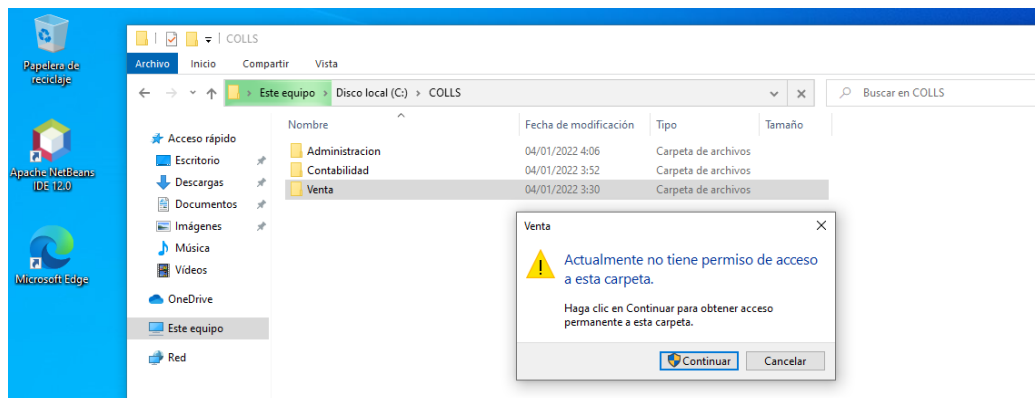 Papelera de
reciclaje
Apache NetBeans
IDE 12.0
Microsoft Edge
COLLS
Archivo Inicio Compartir Vista
Este equipo > Disco local (C:) > COLLS
Buscar en COLLS
Nombre Fecha de modificación Tipo Tamaño
Acceso rápido
Escritorio
Descargas
Documentos
Imágenes
Música
Vídeos
OneDrive
Este equipo
Red
Administracion 04/01/2022 4:06 Carpeta de archivos
Contabilidad 04/01/2022 3:52 Carpeta de archivos
Venta 04/01/2022 3:30 Carpeta de archivos
Venta
Actualmente no tiene permiso de acceso
a esta carpeta.
Haga clic en Continuar para obtener acceso
permanente a esta carpeta.
Continuar Cancelar